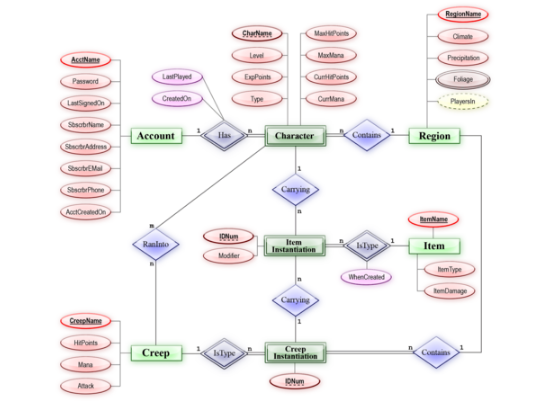 AcctName
Password
LastSignedOn
SbscrbrName
SbscrbrAddress
SbscrbrEMail
SbscrbrPhone
AcctCreatedOn
LastPlayed
CreatedOn
Account
1
Has
n
CharName
Level
ExpPoints
Type
MaxHitPoints
MaxMana
CurrHitPoints
CurrMana
Character
n
Contains
1
RegionName
Climate
Precipitation
Foliage
PlayersIn
Region
1
Carrying
n
m
RanInto
n
IDNum
Modifier
Item
Instantiation
n
IsType
1
WhenCreated
ItemName
Item
ItemType
ItemDamage
n
Carrying
1
CreepName
HitPoints
Mana
Attack
Creep
1
IsType
n
Creep
Instantiation
IDNum
n
Contains
1